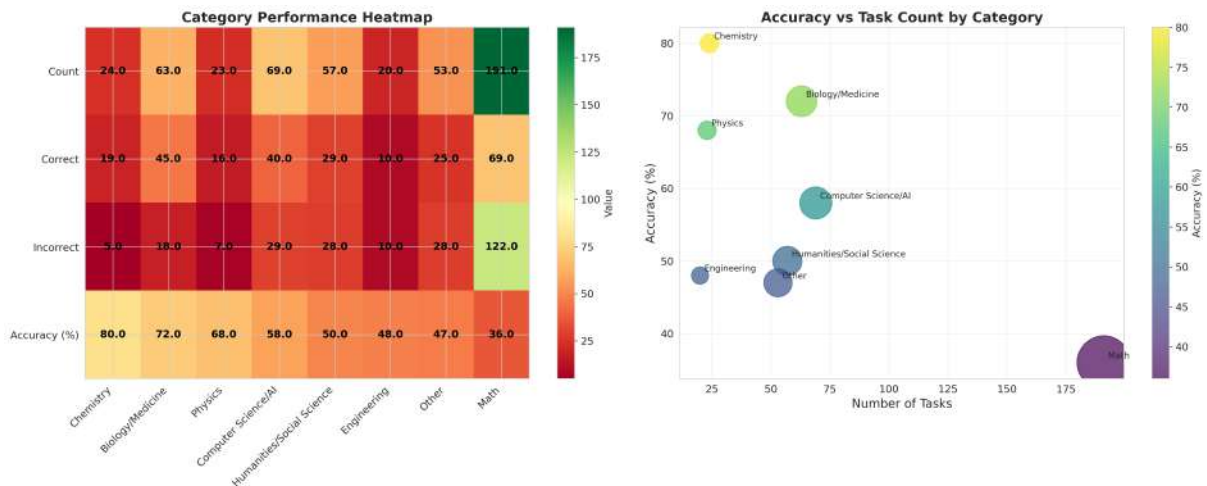 Category Performance Heatmap
Count
24.0 63.0 23.0 69.0 57.0 20.0 53.0 191.0
Correct
19.0 45.0 16.0 40.0 29.0 10.0 25.0 69.0
Incorrect
5.0 18.0 7.0 29.0 28.0 10.0 28.0 122.0
Accuracy (%)
80.0 72.0 68.0 58.0 50.0 48.0 47.0 36.0
Chemistry
Biology/Medicine
Physics
Computer Science/AI
Humanities/Social Science
Engineering
Other
Math
175
150
125
100
75
50
25
Value
Accuracy vs Task Count by Category
Accuracy (%)
80
70
60
50
40
Chemistry
Biology/Medicine
Physics
Computer Science/AI
Humanities/Social Science
Engineering
Other
Math
25 50 75 100 125 150 175
Number of Tasks
80
75
70
65
60
55
50
45
40
Accuracy (%)